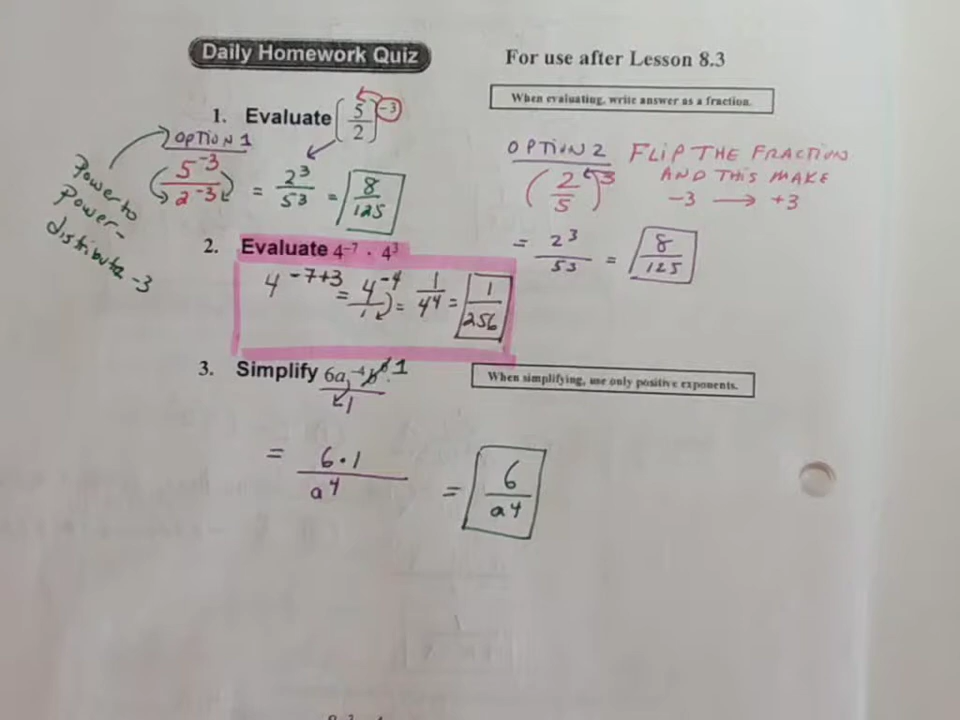 Daily Homework Quiz
For use after Lesson 8.3
When evaluating, write answer as a fraction.
1. Evaluate (5/2)^-3
OPTION 1
5^-3/2^-3 = 2^3/5^3 = 8/125
Power to
Power -
distribute -3
OPTION 2 FLIP THE FRACTION
AND THIS MAKE
-3 → +3
(2/5)^3
= 2^3/5^3 = 8/125
2. Evaluate 4^-7 · 4^3
4^-7+3 = 4^-4/1 = 1/4^4 = 1/256
3. Simplify 6a^-4b^0. 1
/1
When simplifying, use only positive exponents.
= 6·1/a^4 = 6/a^4